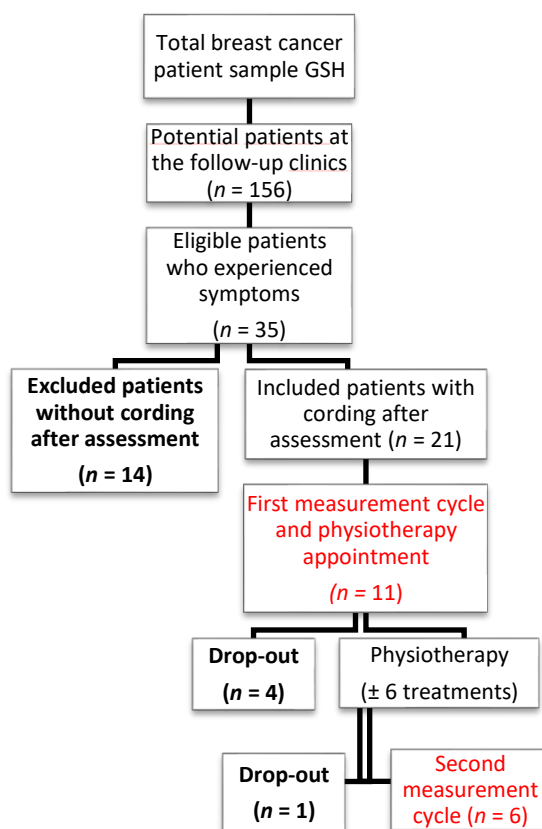 Total breast cancer
patient sample GSH
Potential patients at
the follow-up clinics
(n = 156)
Eligible patients
who experienced
symptoms
(n = 35)
Excluded patients
without cording
after assessment
(n = 14)
Included patients with
cording after
assessment (n = 21)
First measurement cycle
and physiotherapy
appointment
(n = 11)
Drop-out
(n = 4)
Physiotherapy
(± 6 treatments)
Drop-out
(n = 1)
Second
measurement
cycle (n = 6)